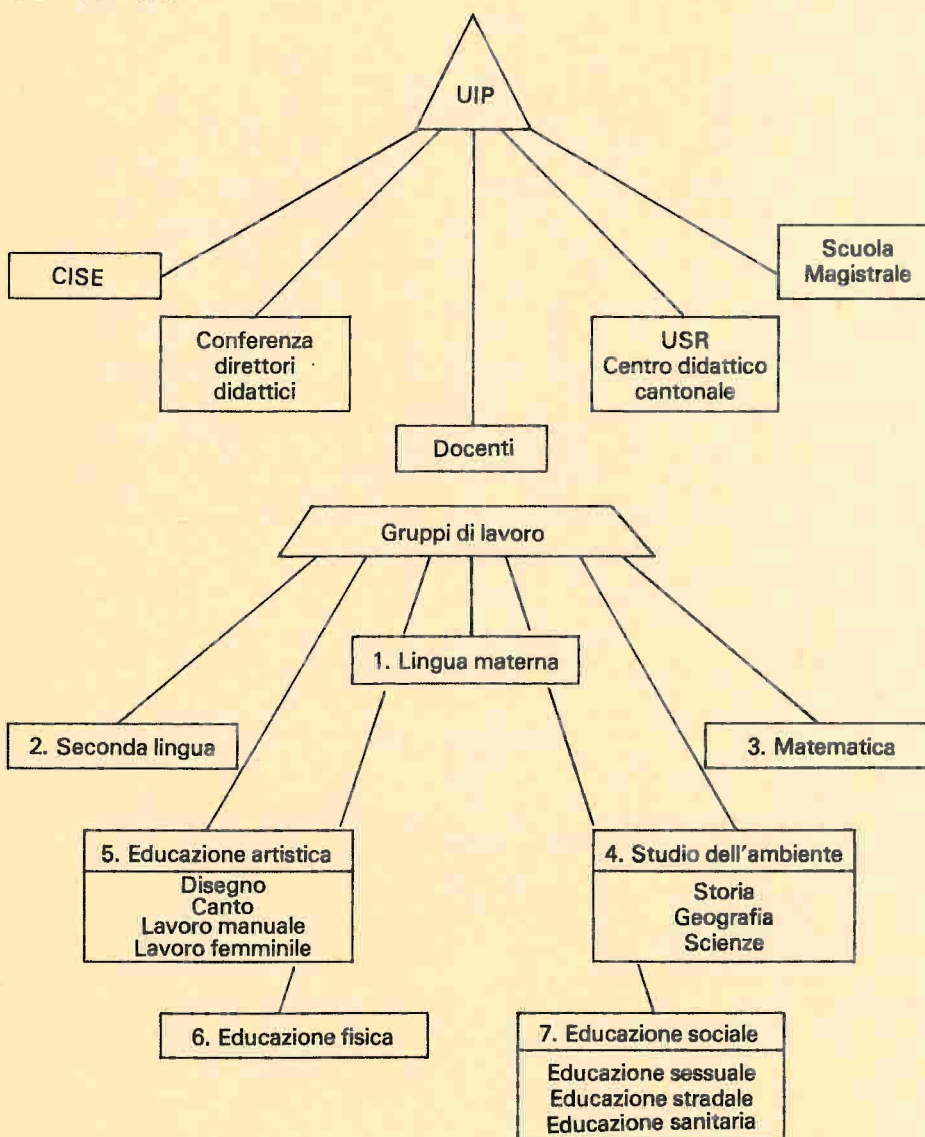 UIP
CISE
Scuola
Magistrale
Conferenza
direttori
didattici
USR
Centro didattico
cantonale
Docenti
Gruppi di lavoro
1. Lingua materna
2. Seconda lingua
3. Matematica
5. Educazione artistica
Disegno
Canto
Lavoro manuale
Lavoro femminile
4. Studio dell'ambiente
Storia
Geografia
Scienze
6. Educazione fisica
7. Educazione sociale
Educazione sessuale
Educazione stradale
Educazione sanitaria